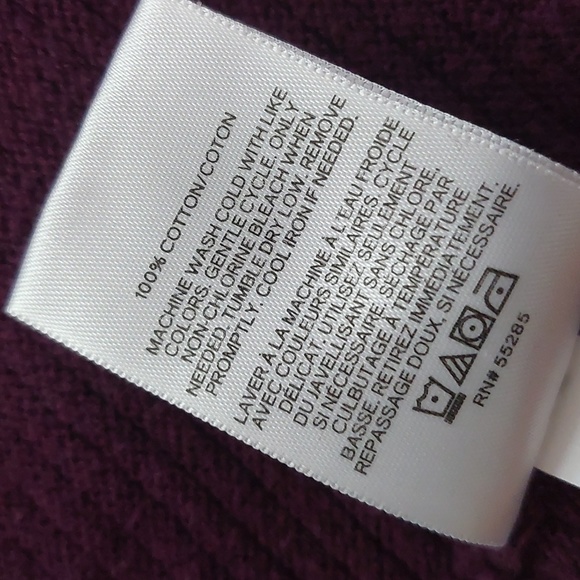 100% COTTON/COTON
MACHINE WASH COLD WITH LIKE
COLORS, GENTLE CYCLE. ONLY
NON-CHLORINE BLEACH WHEN
NEEDED. TUMBLE DRY LOW. REMOVE
PROMPTLY. COOL IRON IF NEEDED.
LAVER À LA MACHINE À L'EAU FROIDE
AVEC COULEURS SIMILAIRES, CYCLE
DÉLICAT. UTILISEZ SEULEMENT
DU JAVELLISANT SANS CHLORE,
SI NÉCESSAIRE. SÉCHAGE PAR
CULBUTAGE À TEMPÉRATURE
BASSE. RETIREZ IMMÉDIATEMENT.
REPASSAGE DOUX, SI NÉCESSAIRE.
RN# 55285